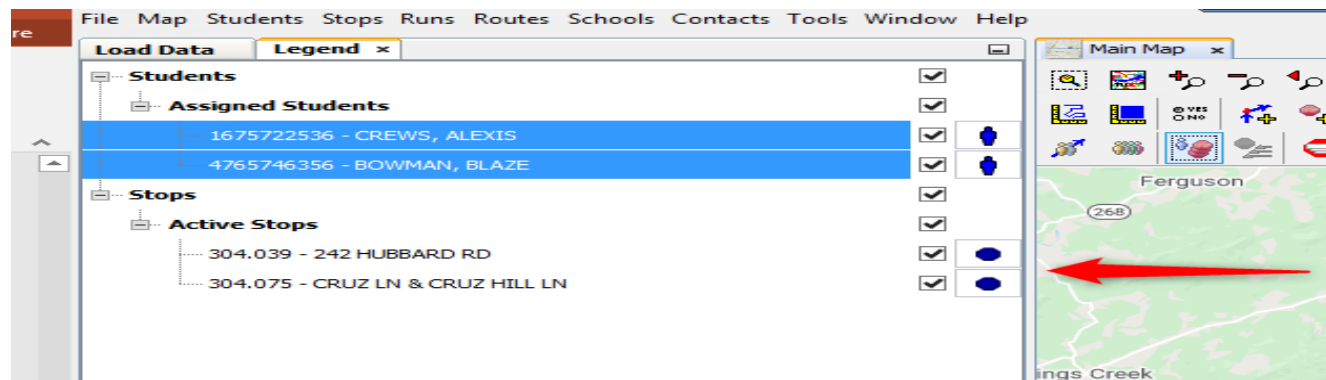 re
File Map Students Stops Runs Routes Schools Contacts Tools Window Help
Load Data Legend ×
Main Map ×
Students
Assigned Students
1675722536 - CREWS, ALEXIS
4765746356 - BOWMAN, BLAZE
Stops
Active Stops
304.039 - 242 HUBBARD RD
304.075 - CRUZ LN & CRUZ HILL LN
YES
NO
Ferguson
268
ings Creek